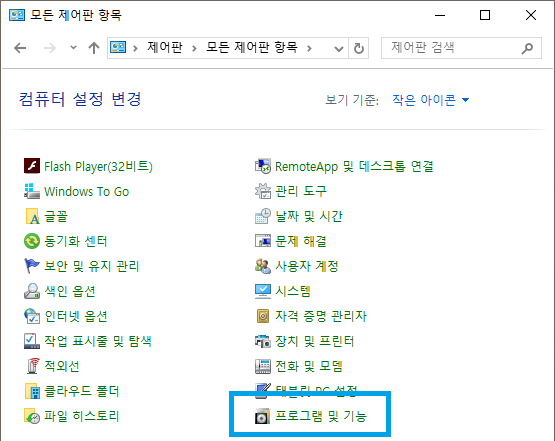 모든 제어판 항목
제어판 > 모든 제어판 항목 >
제어판 검색
컴퓨터 설정 변경
보기 기준: 작은 아이콘
Flash Player(32비트)
RemoteApp 및 데스크톱 연결
Windows To Go
관리 도구
글꼴
날짜 및 시간
동기화 센터
문제 해결
보안 및 유지 관리
사용자 계정
색인 옵션
시스템
인터넷 옵션
자격 증명 관리자
작업 표시줄 및 탐색
장치 및 프린터
적외선
전화 및 모뎀
클라우드 폴더
태블릿 PC 설정
파일 히스토리
프로그램 및 기능